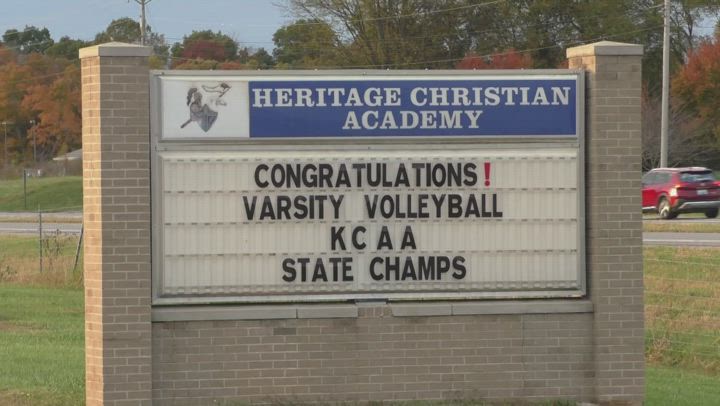 HERITAGE CHRISTIAN
ACADEMY
CONGRATULATIONS!
VARSITY VOLLEYBALL
KCAA
STATE CHAMPS